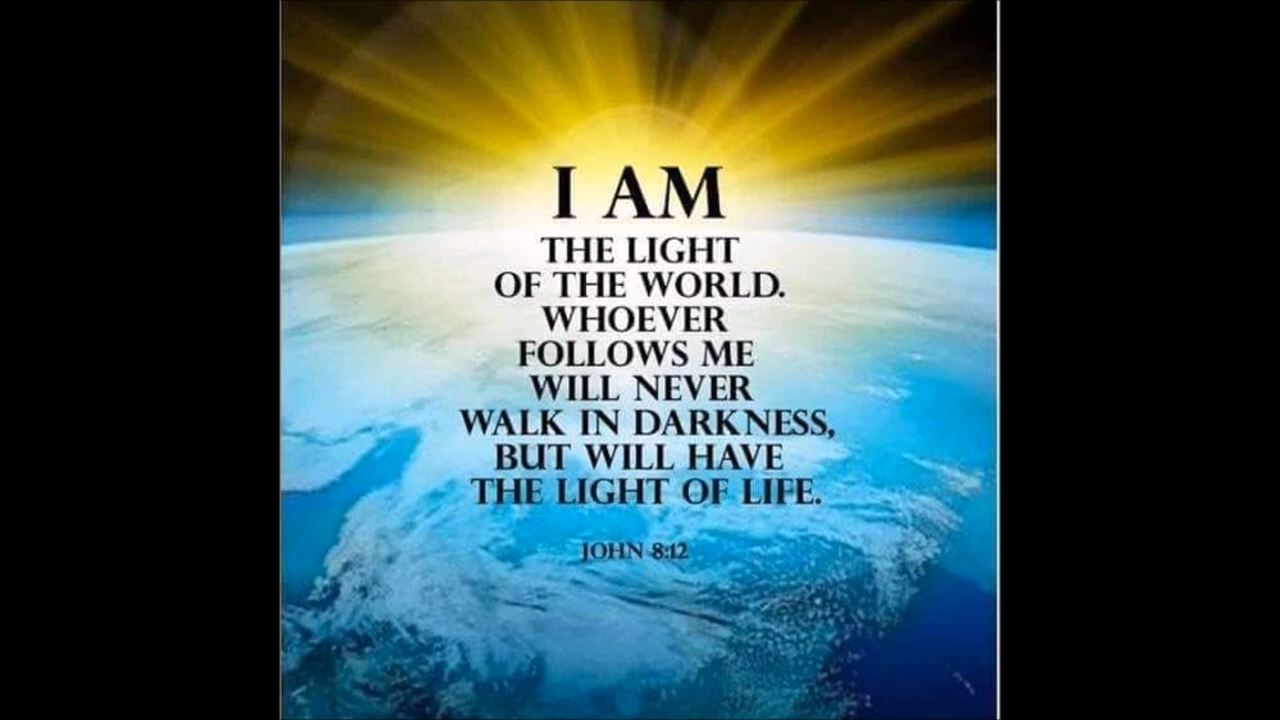 I AM
THE LIGHT
OF THE WORLD.
WHOEVER
FOLLOWS ME
WILL NEVER
WALK IN DARKNESS,
BUT WILL HAVE
THE LIGHT OF LIFE.
JOHN 8:12